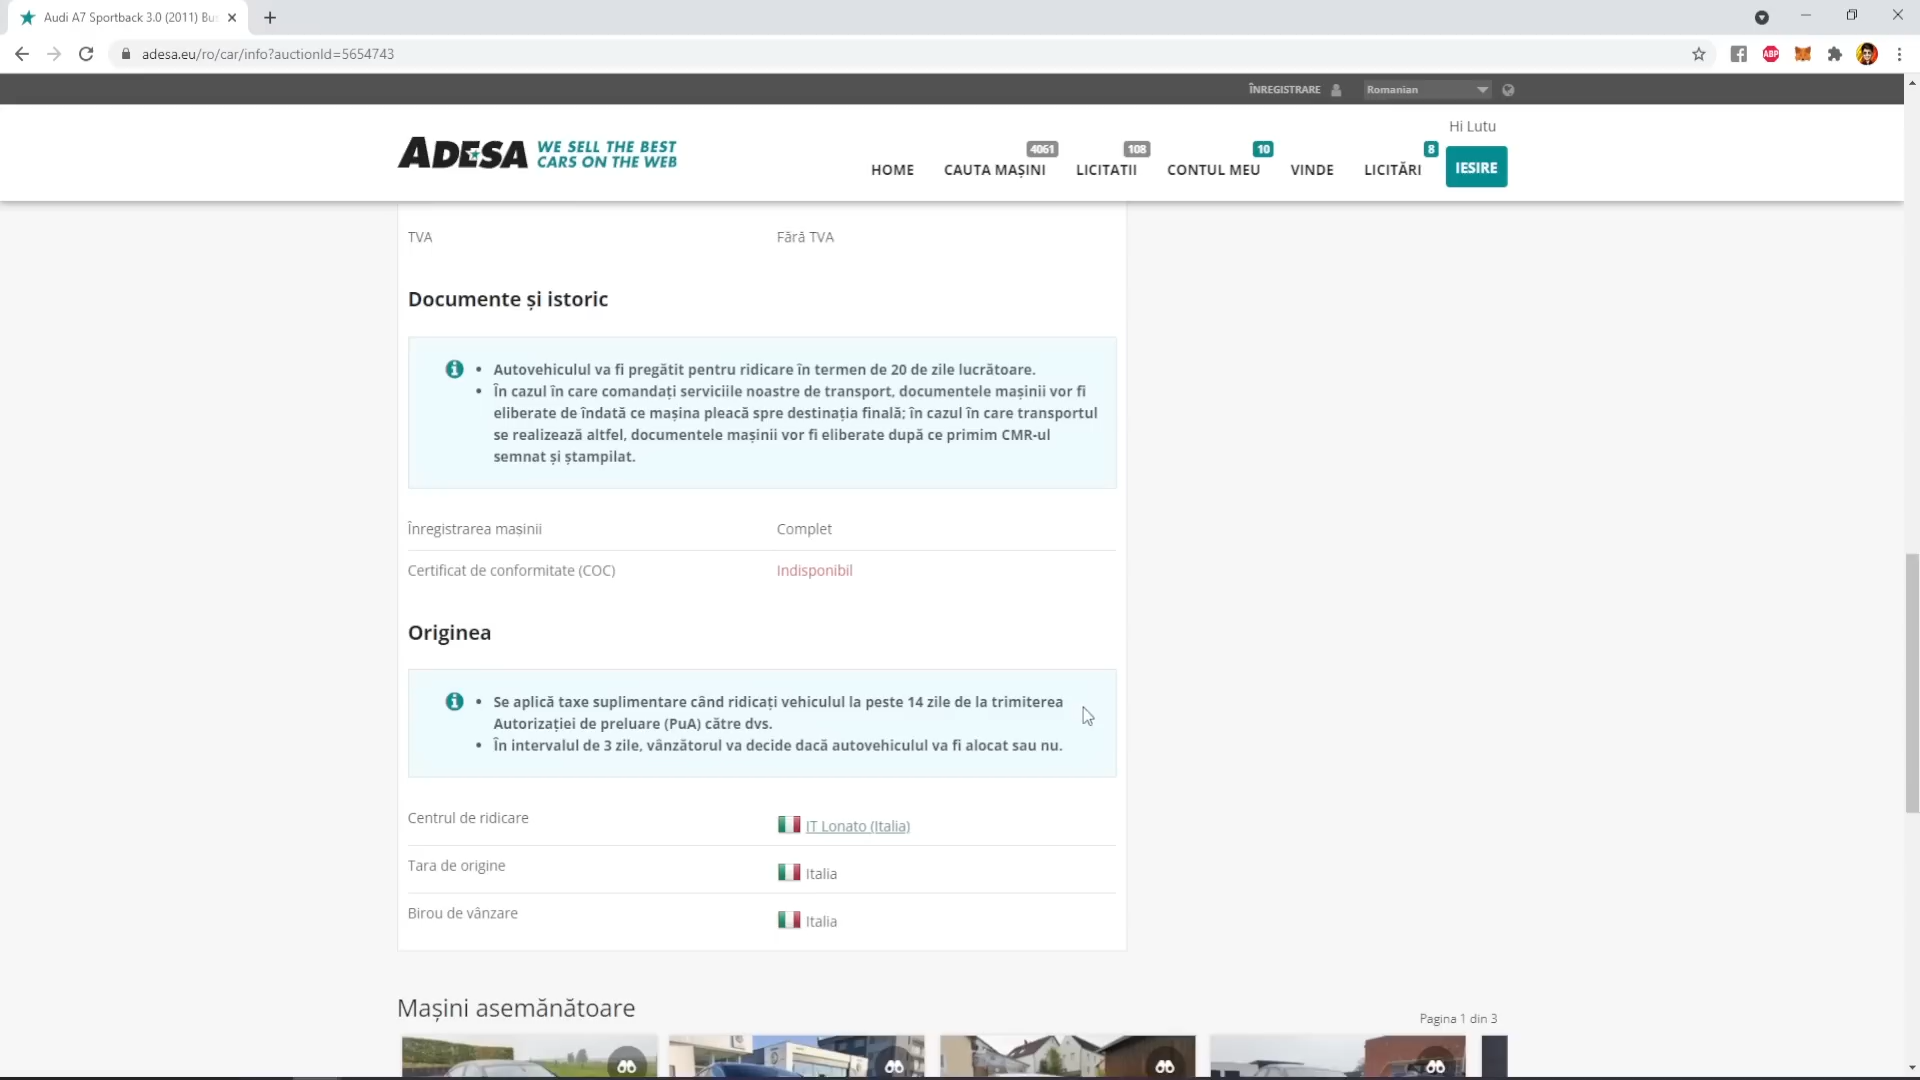 Audi A7 Sportback 3.0 (2011) Bu
adesa.eu/ro/car/info?auctionId=5654743
ABP
ÎNREGISTRARE
Romanian
Hi Lutu
ADESA WE SELL THE BEST
CARS ON THE WEB
HOME
CAUTA MAȘINI 4061
LICITATII 108
CONTUL MEU 10
VINDE
LICITĂRI 8
IESIRE
TVA Fără TVA
Documente și istoric
• Autovehiculul va fi pregătit pentru ridicare în termen de 20 de zile lucrătoare.
• În cazul în care comandați serviciile noastre de transport, documentele mașinii vor fi
eliberate de îndată ce mașina pleacă spre destinația finală; în cazul în care transportul
se realizează altfel, documentele mașinii vor fi eliberate după ce primim CMR-ul
semnat și ștampilat.
Înregistrarea mașinii Complet
Certificat de conformitate (COC) Indisponibil
Originea
• Se aplică taxe suplimentare când ridicați vehiculul la peste 14 zile de la trimiterea
Autorizației de preluare (PuA) către dvs.
• În intervalul de 3 zile, vânzătorul va decide dacă autovehiculul va fi alocat sau nu.
Centrul de ridicare IT Lonato (Italia)
Tara de origine Italia
Birou de vânzare Italia
Mașini asemănătoare
Pagina 1 din 3